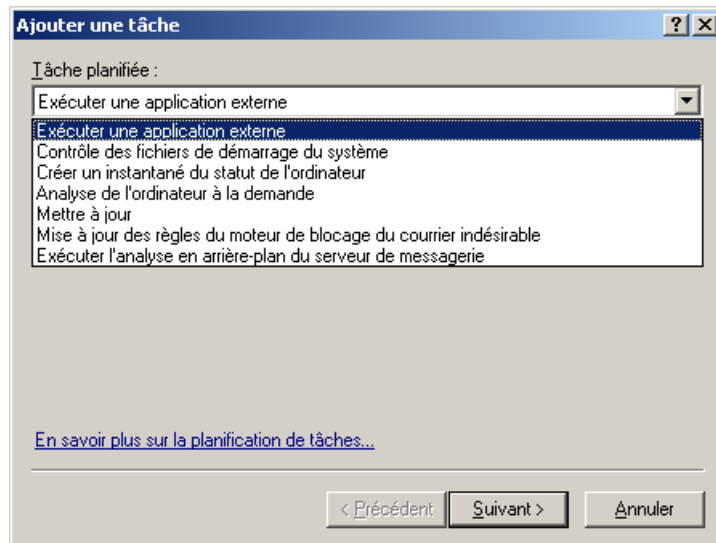 Ajouter une tâche
Tâche planifiée :
Exécuter une application externe
Exécuter une application externe
Contrôle des fichiers de démarrage du système
Créer un instantané du statut de l'ordinateur
Analyse de l'ordinateur à la demande
Mettre à jour
Mise à jour des règles du moteur de blocage du courrier indésirable
Exécuter l'analyse en arrière-plan du serveur de messagerie
En savoir plus sur la planification de tâches...
< Précédent Suivant > Annuler